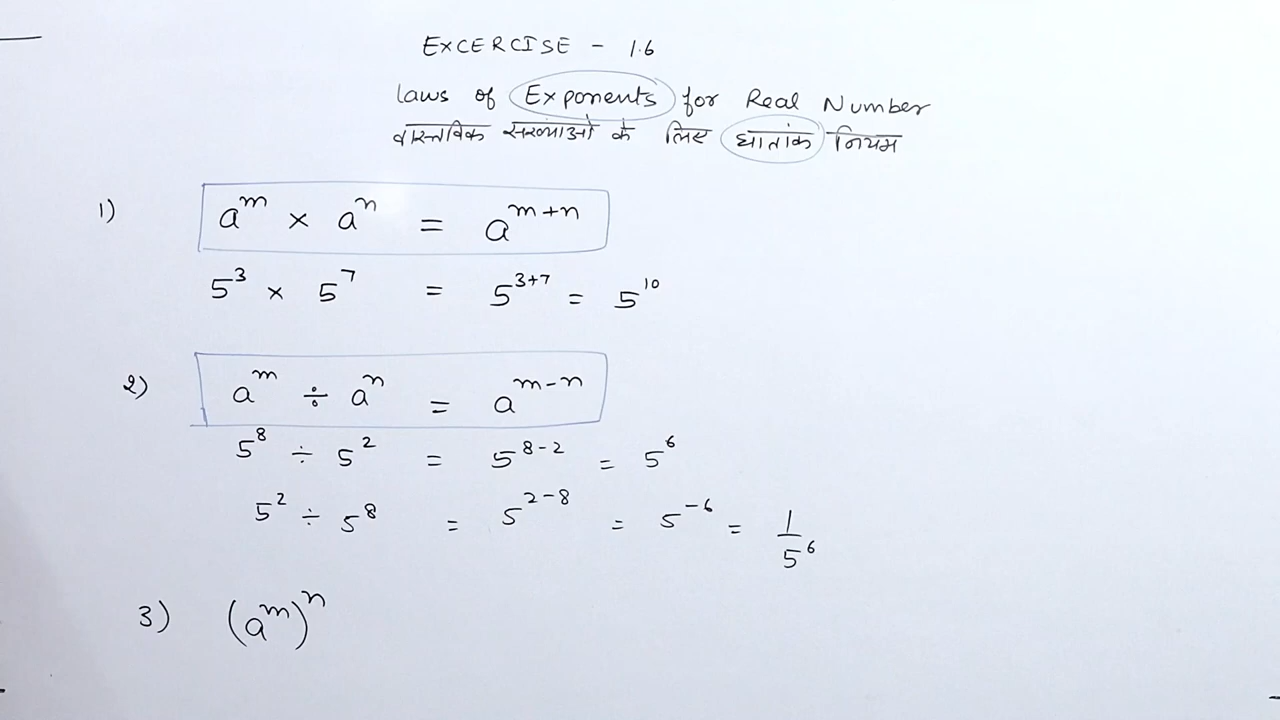 EXCERCISE - 1.6
Laws of Exponents for Real Number
वास्तविक संख्याओं के लिए घातांक नियम
1) a^m × a^n = a^{m+n}
5^3 × 5^7 = 5^{3+7} = 5^{10}
2) a^m ÷ a^n = a^{m-n}
5^8 ÷ 5^2 = 5^{8-2} = 5^6
5^2 ÷ 5^8 = 5^{2-8} = 5^{-6} = 1/5^6
3) (a^m)^n